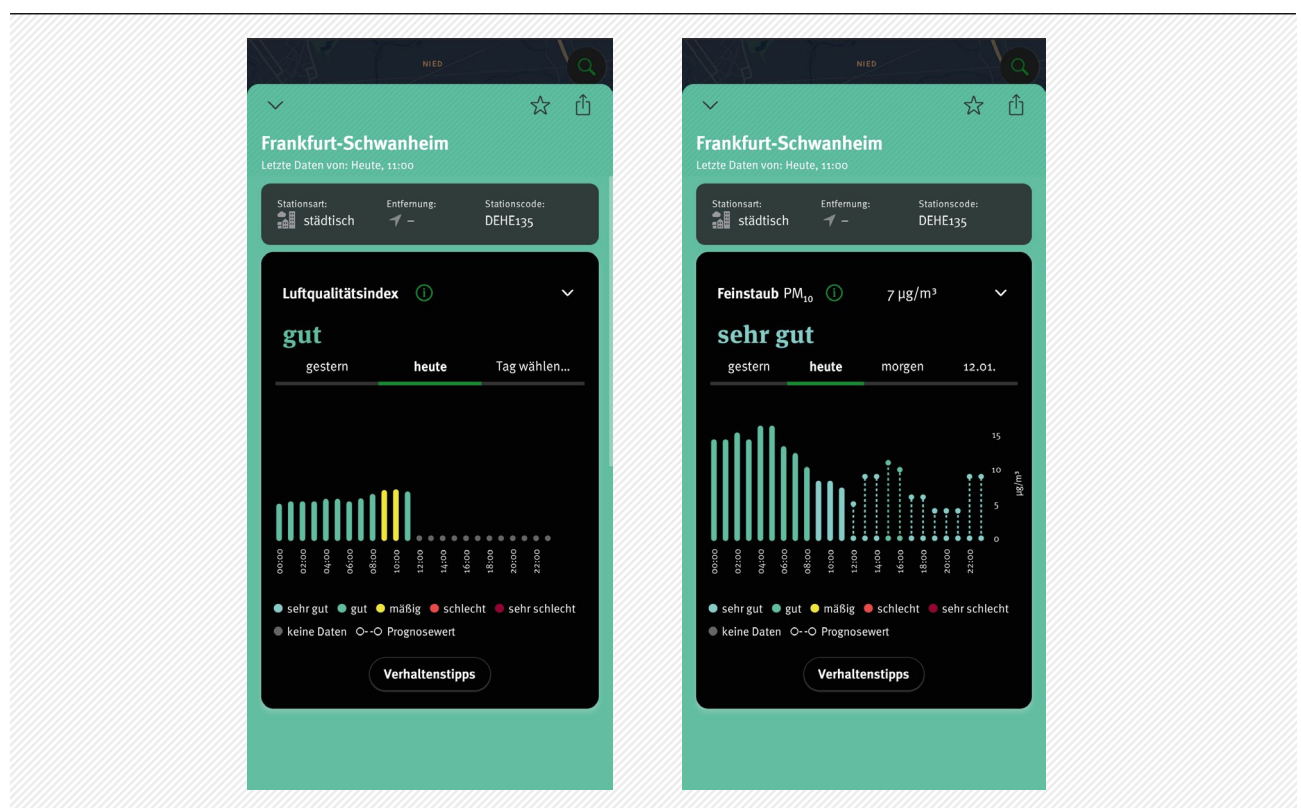 NIED
Frankfurt-Schwanheim
Letzte Daten von: Heute, 11:00
Stationsart:
städtisch
Entfernung:
–
Stationscode:
DEHE135
Luftqualitätsindex
gut
gestern heute Tag wählen...
00:00 02:00 04:00 06:00 08:00 10:00 12:00 14:00 16:00 18:00 20:00 22:00
sehr gut gut mäßig schlecht sehr schlecht
keine Daten Prognosewert
Verhaltenstipps
NIED
Frankfurt-Schwanheim
Letzte Daten von: Heute, 11:00
Stationsart:
städtisch
Entfernung:
–
Stationscode:
DEHE135
Feinstaub PM₁₀ 7 µg/m³
sehr gut
gestern heute morgen 12.01.
15
10
5
0
µg/m³
00:00 02:00 04:00 06:00 08:00 10:00 12:00 14:00 16:00 18:00 20:00 22:00
sehr gut gut mäßig schlecht sehr schlecht
keine Daten Prognosewert
Verhaltenstipps